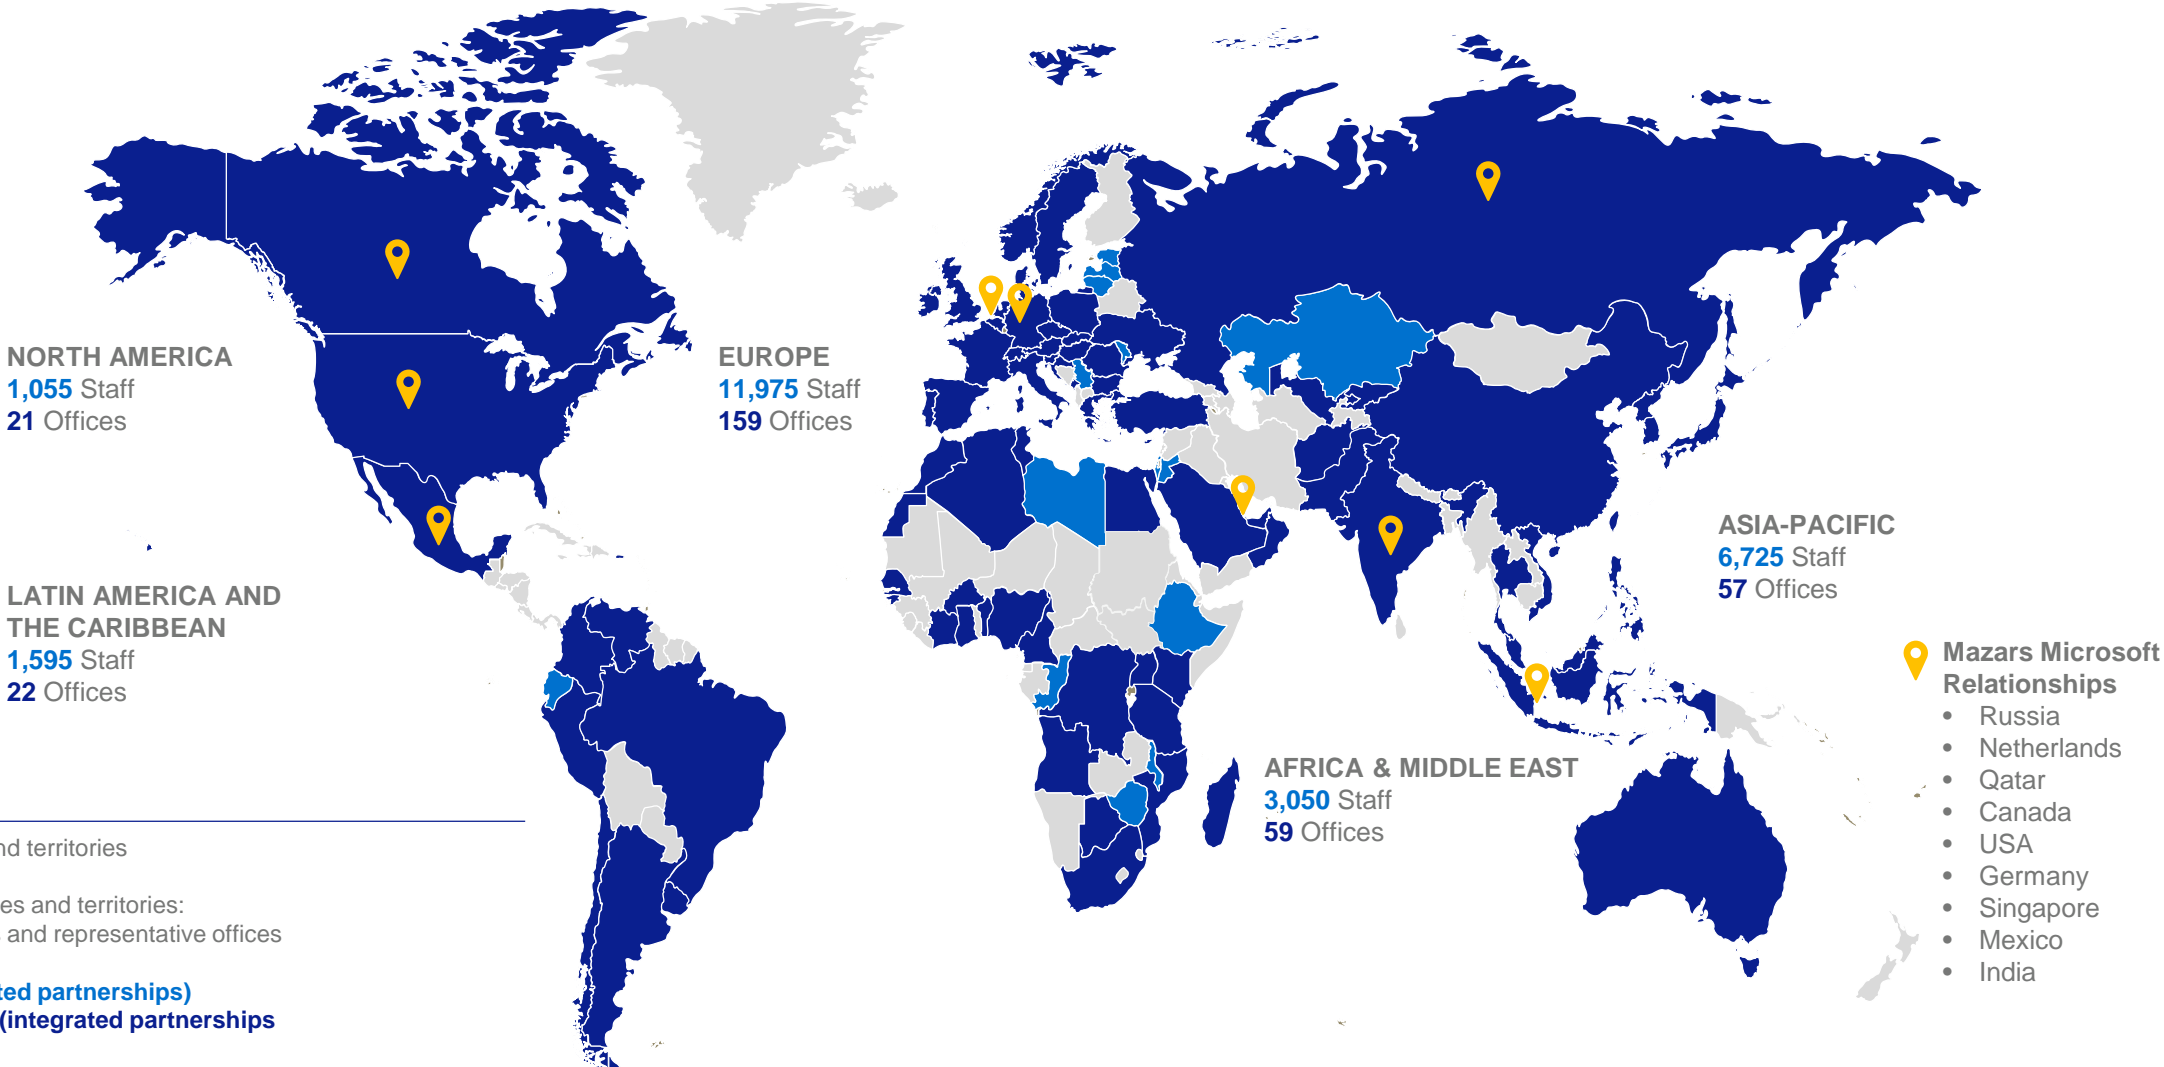 NORTH AMERICA
1,055 Staff
21 Offices
LATIN AMERICA AND
THE CARIBBEAN
1,595 Staff
22 Offices
EUROPE
11,975 Staff
159 Offices
AFRICA & MIDDLE EAST
3,050 Staff
59 Offices
ASIA-PACIFIC
6,725 Staff
57 Offices
Mazars Microsoft
Relationships
• Russia
• Netherlands
• Qatar
• Canada
• USA
• Germany
• Singapore
• Mexico
• India
territories
and territories:
and representative offices
partnerships)
(integrated partnerships